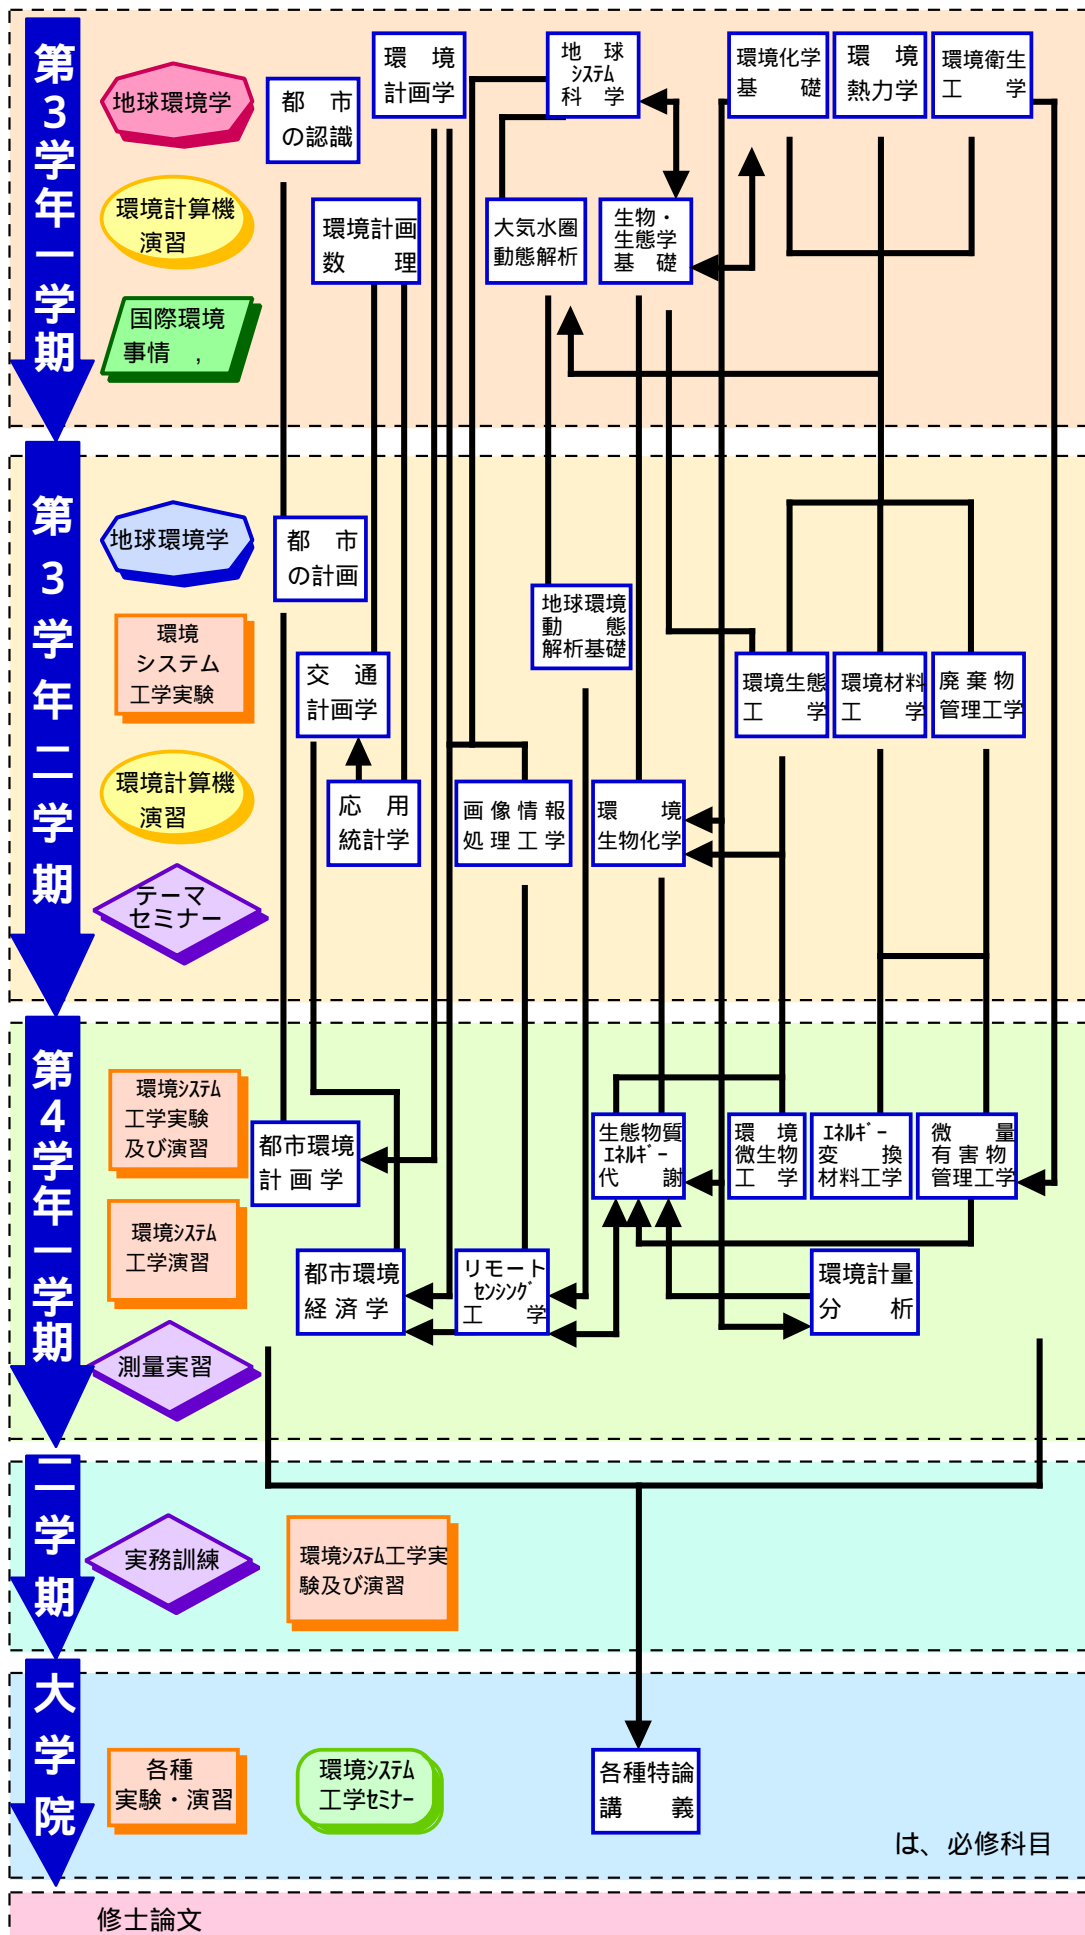 第3学年一学期
地球環境学
環境計算機
演習
国際環境
事情　,
都　市
の認識
環　境
計画学
地　球
ｼｽﾃﾑ
科　学
環境化学
基　礎
環　境
熱力学
環境衛生
工　学
環境計画
数　理
大気水圏
動態解析
生物・
生態学
基　礎
第3学年二学期
地球環境学
環境
システム
工学実験
環境計算機
演習
テーマ
セミナー
都　市
の計画
地球環境
動　態
解析基礎
交　通
計画学
環境生態
工　学
環境材料
工　学
廃棄物
管理工学
応　用
統計学
画像情報
処理工学
環　境
生物化学
第4学年一学期
環境ｼｽﾃﾑ
工学実験
及び演習
環境ｼｽﾃﾑ
工学演習
測量実習
都市環境
計画学
生態物質
ｴﾈﾙｷﾞｰ
代　謝
環　境
微生物
工　学
ｴﾈﾙｷﾞｰ
変　換
材料工学
微　量
有害物
管理工学
都市環境
経済学
リモート
ｾﾝｼﾝｸﾞ
工　学
環境計量
分　析
二学期
実務訓練
環境ｼｽﾃﾑ工学実
験及び演習
大学院
各種
実験・演習
環境ｼｽﾃﾑ
工学ｾﾐﾅｰ
各種特論
講　義
は、必修科目
修士論文